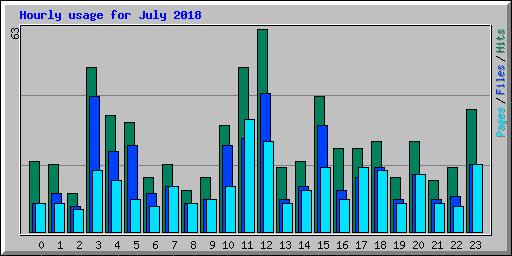 Hourly usage for July 2018
63
Pages/Files/Hits
0 1 2 3 4 5 6 7 8 9 10 11 12 13 14 15 16 17 18 19 20 21 22 23